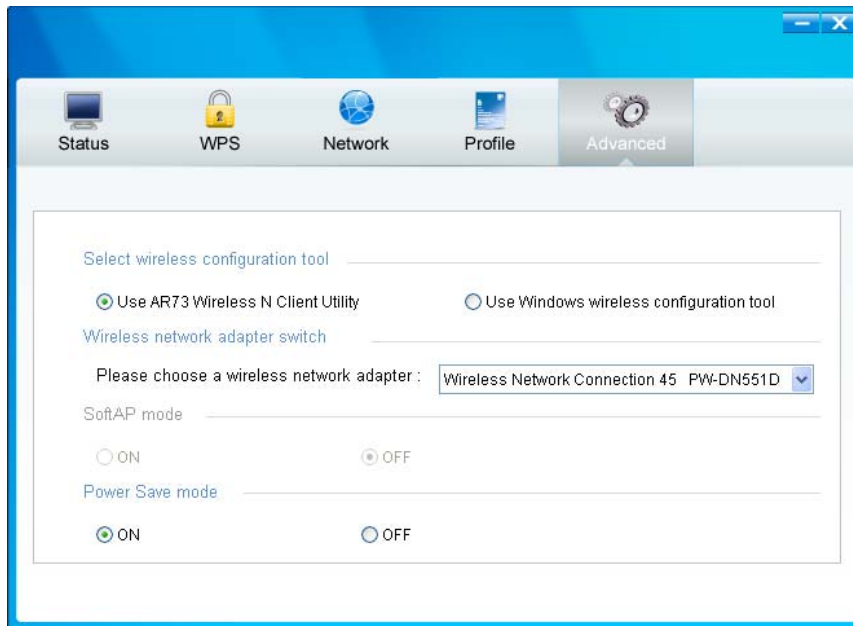 Status WPS Network Profile Advanced
Select wireless configuration tool
Use AR73 Wireless N Client Utility Use Windows wireless configuration tool
Wireless network adapter switch
Please choose a wireless network adapter : Wireless Network Connection 45 PW-DN551D
SoftAP mode
ON OFF
Power Save mode
ON OFF